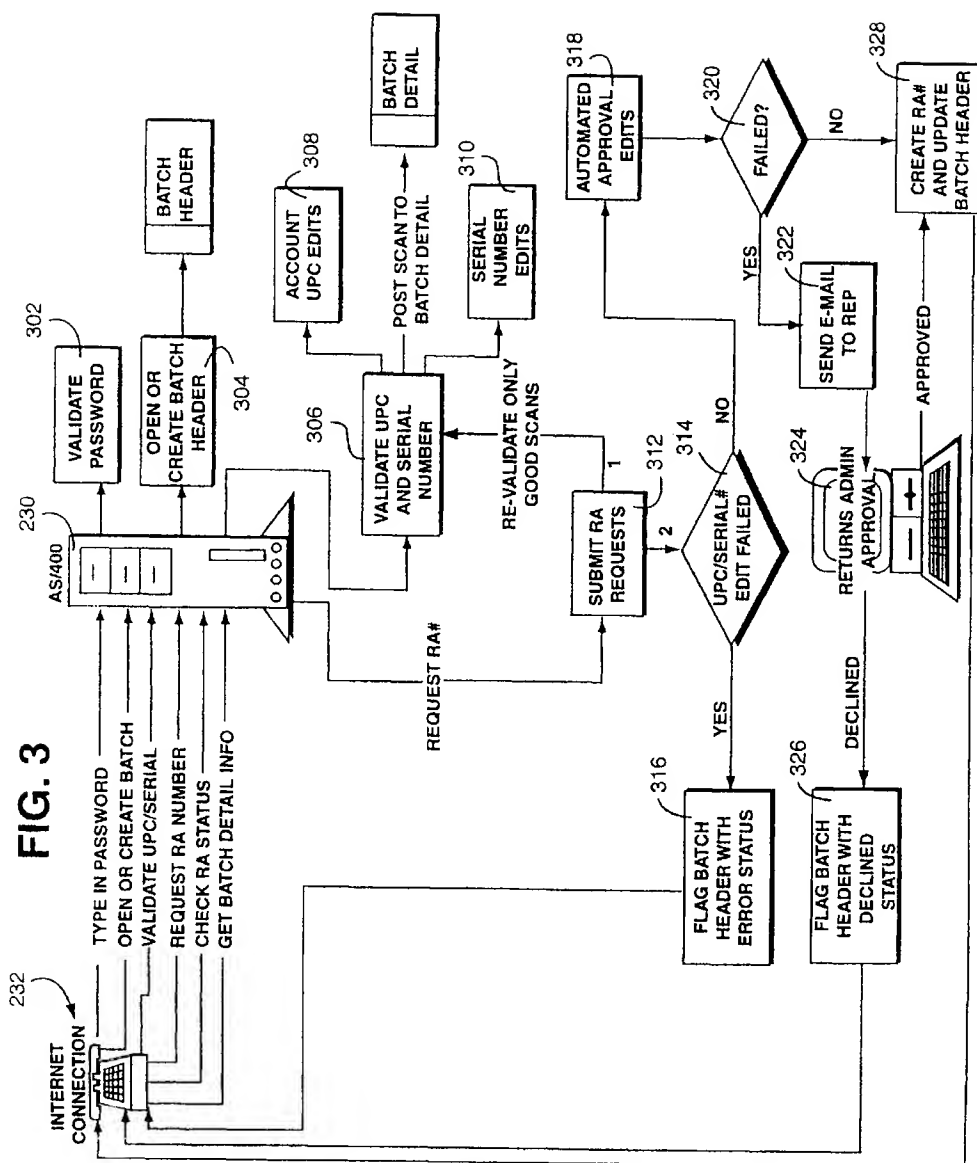 FIG. 3
232
INTERNET
CONNECTION
TYPE IN PASSWORD
OPEN OR CREATE BATCH
VALIDATE UPC/SERIAL
REQUEST RA NUMBER
CHECK RA STATUS
GET BATCH DETAIL INFO
230
AS/400
302
VALIDATE
PASSWORD
OPEN OR
CREATE BATCH
HEADER
304
BATCH
HEADER
306
VALIDATE UPC
AND SERIAL
NUMBER
308
ACCOUNT
UPC EDITS
POST SCAN TO
BATCH DETAIL
BATCH
DETAIL
310
SERIAL
NUMBER
EDITS
REQUEST RA#
RE-VALIDATE ONLY
GOOD SCANS
1
SUBMIT RA
REQUESTS
312
2
314
UPC/SERIAL#
EDIT FAILED
YES
NO
316
FLAG BATCH
HEADER WITH
ERROR STATUS
318
AUTOMATED
APPROVAL
EDITS
320
FAILED?
YES
NO
322
SEND E-MAIL
TO REP
324
RETURNS ADMIN
APPROVAL
DECLINED
APPROVED
326
FLAG BATCH
HEADER WITH
DECLINED
STATUS
328
CREATE RA#
AND UPDATE
BATCH HEADER